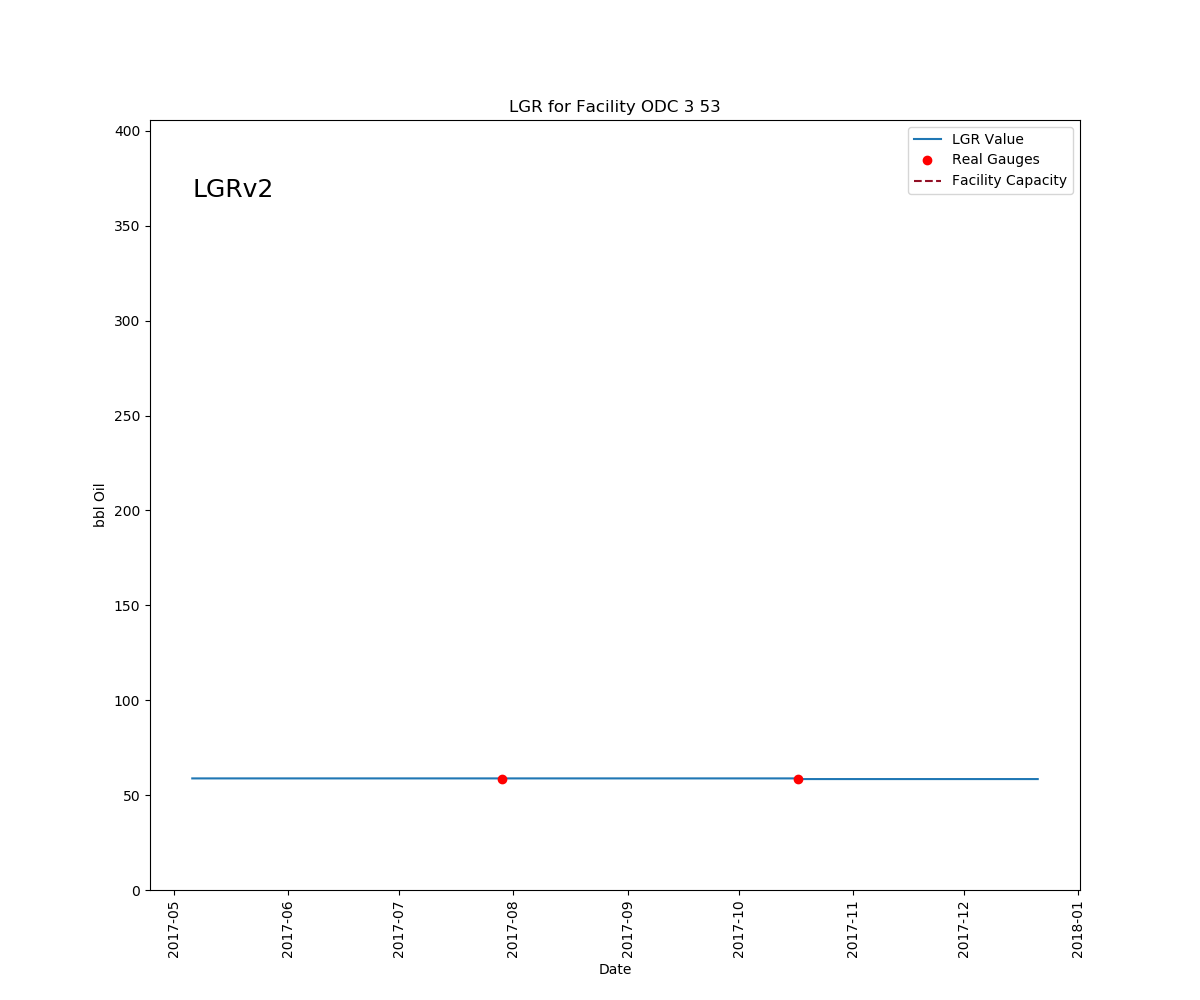 LGR for Facility ODC 3 53
LGRv2
LGR Value
Real Gauges
Facility Capacity
400
350
300
250
200
150
100
50
0
bbl Oil
2017-05
2017-06
2017-07
2017-08
2017-09
2017-10
2017-11
2017-12
2018-01
Date